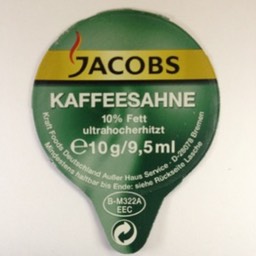 JACOBS
KAFFEESAHNE
10% Fett
ultrahocherhitzt
℮10g/9,5ml
Kraft Foods Deutschland Außer Haus Service · D-28078 Bremen
Mindestens haltbar bis Ende: siehe Rückseite Lasche
B-M322A
EEC